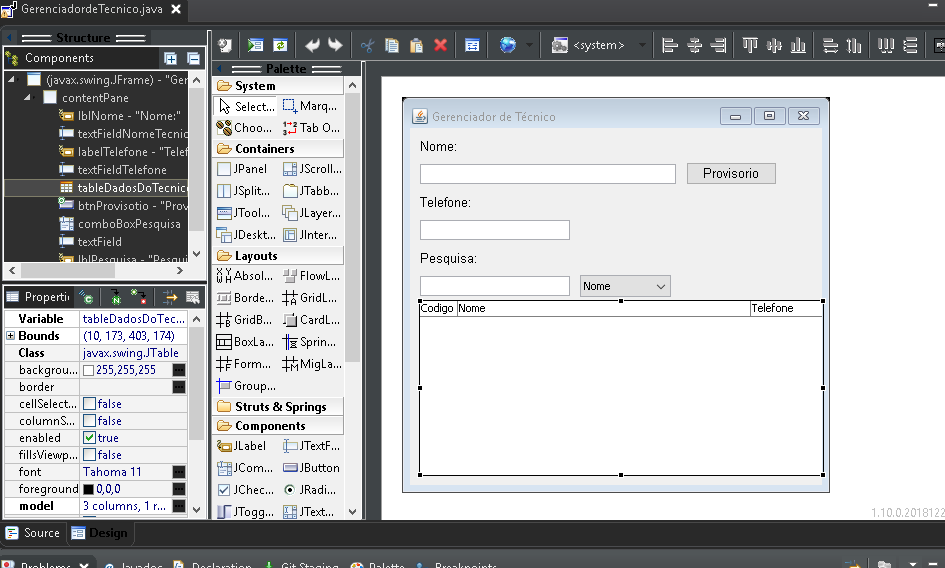 GerenciadordeTecnico.java
Structure
Components
(javax.swing.JFrame) - "Ger
contentPane
lblNome - "Nome:"
textFieldNomeTecnico
labelTelefone - "Telef
textFieldTelefone
tableDadosDoTecnico
btnProvisotio - "Prov
comboBoxPesquisa
textField
lblPesquisa - "Pesqui
Properti
Variable tableDadosDoTec...
Bounds (10, 173, 403, 174)
Class javax.swing.JTable
backgrou... 255,255,255
border
cellSelect... false
columnS... false
enabled true
fillsViewp... false
font Tahoma 11
foreground 0,0,0
model 3 columns, 1 r...
Source Design
<system>
Palette
System
Select... Marq...
Choo... Tab O...
Containers
JPanel JScroll...
JSplit... JTabb...
JTool... JLayer...
JDeskt... JInter...
Layouts
Absol... FlowL...
Borde... GridL...
GridB... CardL...
BoxLa... Sprin...
Form... MigLa...
Group...
Struts & Springs
Components
JLabel JTextF...
JCom... JButton
JChec... JRadi...
JTogg... JText...
Gerenciador de Técnico
Nome:
Provisorio
Telefone:
Pesquisa:
Nome
Codigo Nome Telefone
1.10.0.2018122
Problems Javadoc Declaration Git Staging Palette Breakpoints